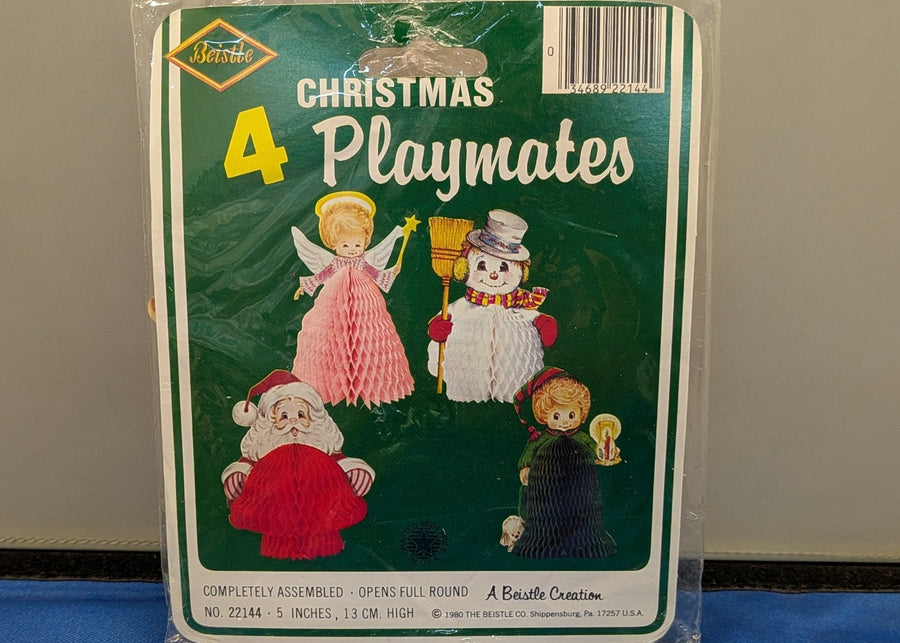 Beistle
0
34689 22144
CHRISTMAS
4 Playmates
COMPLETELY ASSEMBLED · OPENS FULL ROUND
A Beistle Creation
NO. 22144 · 5 INCHES, 13 CM. HIGH
© 1980 THE BEISTLE CO. Shippensburg, Pa. 17257 U.S.A.